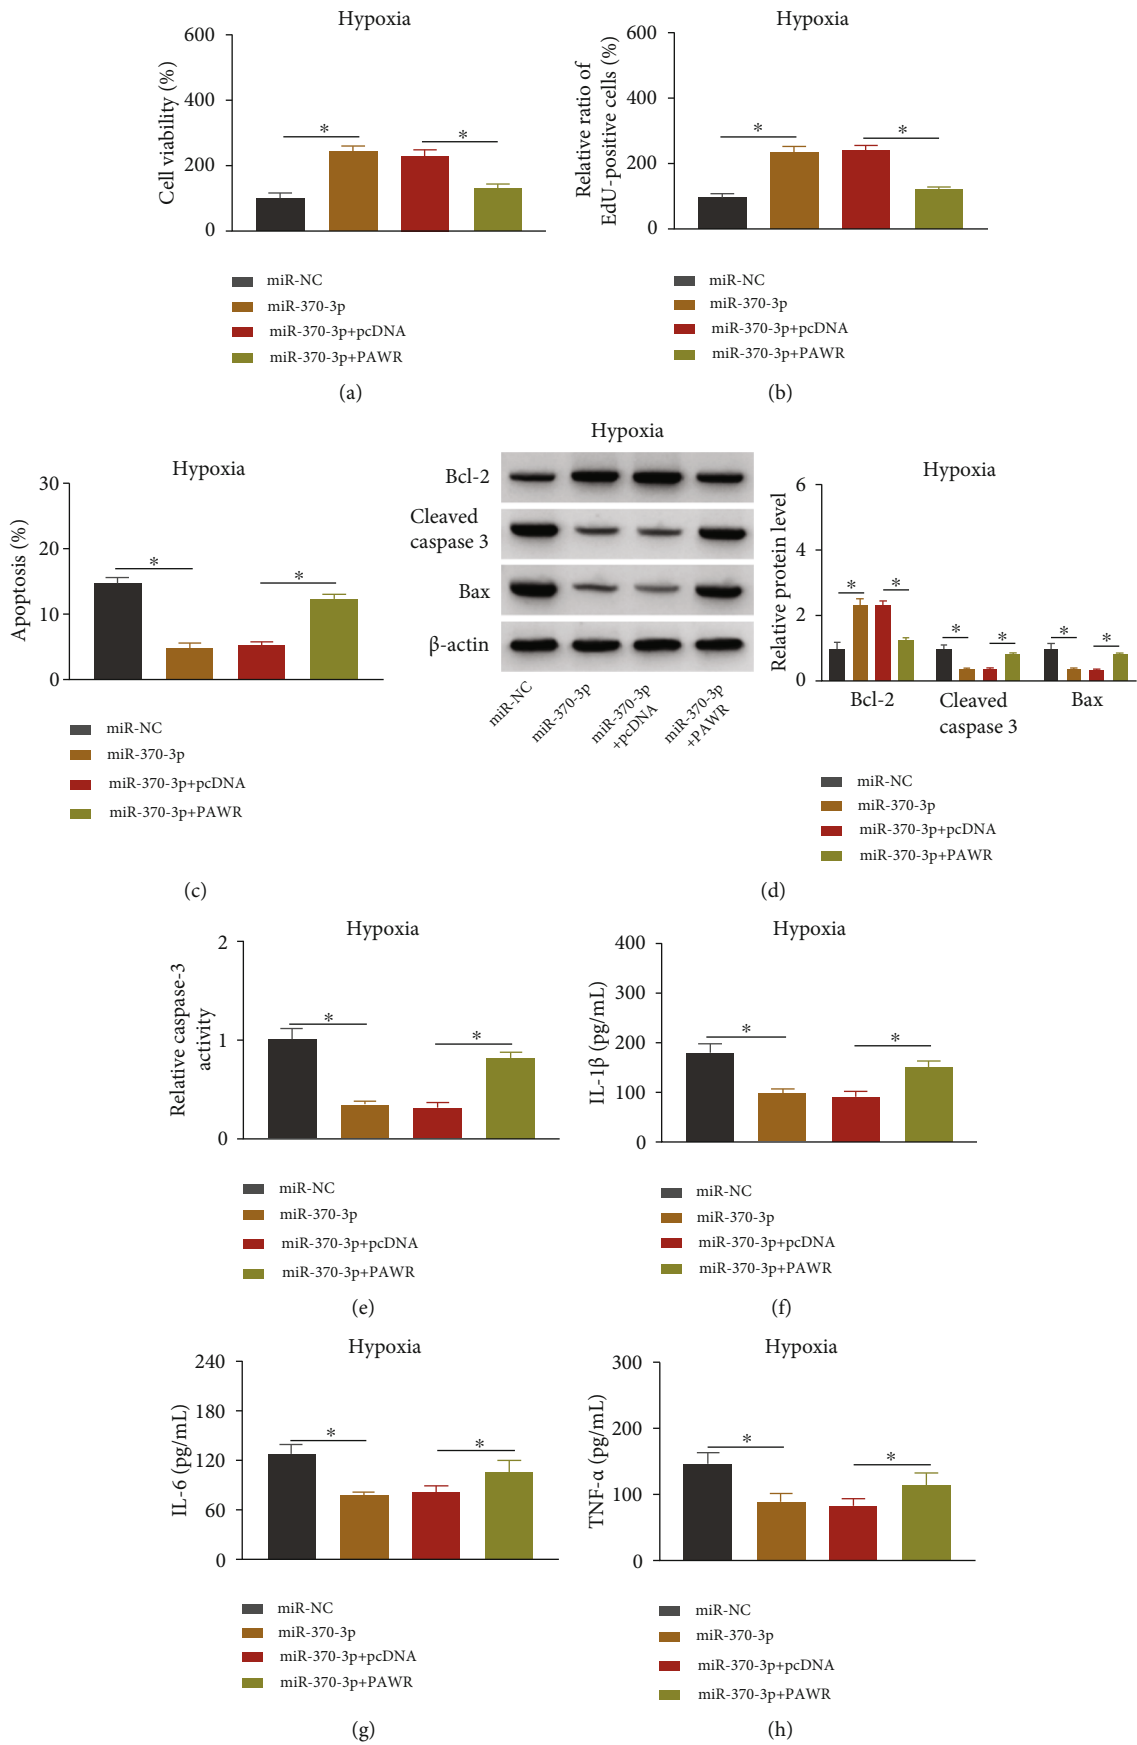 Hypoxia
600
400
200
0
Cell viability (%)
*
*
miR-NC
miR-370-3p
miR-370-3p+pcDNA
miR-370-3p+PAWR
(a)
Hypoxia
600
400
200
0
Relative ratio of
EdU-positive cells (%)
*
*
miR-NC
miR-370-3p
miR-370-3p+pcDNA
miR-370-3p+PAWR
(b)
Hypoxia
30
20
10
0
Apoptosis (%)
*
*
miR-NC
miR-370-3p
miR-370-3p+pcDNA
miR-370-3p+PAWR
(c)
Hypoxia
Bcl-2
Cleaved
caspase 3
Bax
β-actin
miR-NC
miR-370-3p
miR-370-3p
+pcDNA
miR-370-3p
+PAWR
Hypoxia
6
4
2
0
Relative protein level
*
*
*
*
*
*
Bcl-2
Cleaved
caspase 3
Bax
miR-NC
miR-370-3p
miR-370-3p+pcDNA
miR-370-3p+PAWR
(d)
Hypoxia
2
1
0
Relative caspase-3
activity
*
*
miR-NC
miR-370-3p
miR-370-3p+pcDNA
miR-370-3p+PAWR
(e)
Hypoxia
400
300
200
100
0
IL-1β (pg/mL)
*
*
miR-NC
miR-370-3p
miR-370-3p+pcDNA
miR-370-3p+PAWR
(f)
Hypoxia
240
180
120
60
0
IL-6 (pg/mL)
*
*
miR-NC
miR-370-3p
miR-370-3p+pcDNA
miR-370-3p+PAWR
(g)
Hypoxia
300
200
100
0
TNF-α (pg/mL)
*
*
miR-NC
miR-370-3p
miR-370-3p+pcDNA
miR-370-3p+PAWR
(h)